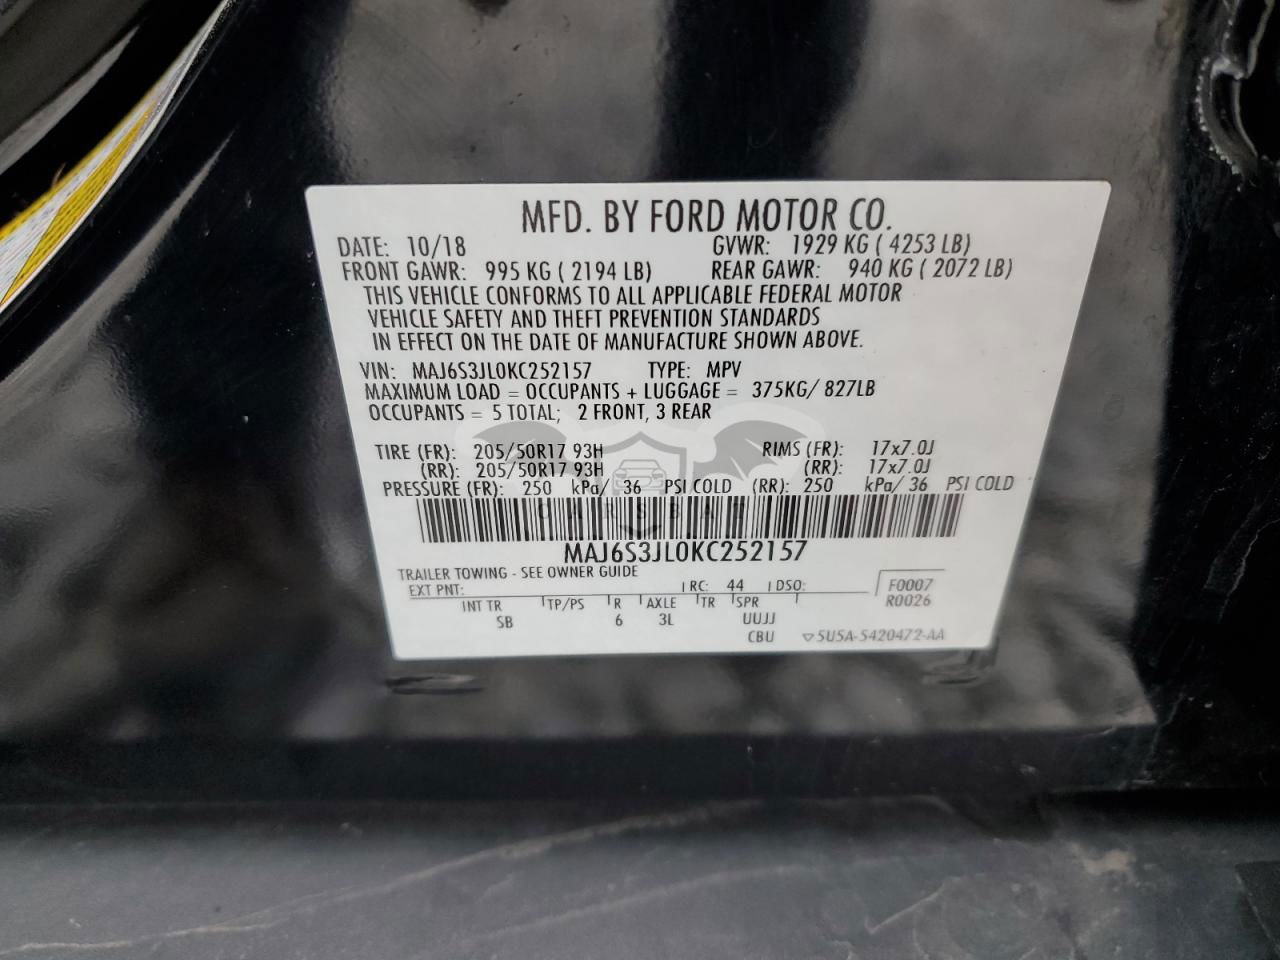 MFD. BY FORD MOTOR CO.
DATE: 10/18 GVWR: 1929 KG ( 4253 LB)
FRONT GAWR: 995 KG ( 2194 LB) REAR GAWR: 940 KG ( 2072 LB)
THIS VEHICLE CONFORMS TO ALL APPLICABLE FEDERAL MOTOR
VEHICLE SAFETY AND THEFT PREVENTION STANDARDS
IN EFFECT ON THE DATE OF MANUFACTURE SHOWN ABOVE.
VIN: MAJ6S3JL0KC252157 TYPE: MPV
MAXIMUM LOAD = OCCUPANTS + LUGGAGE = 375KG/ 827LB
OCCUPANTS = 5 TOTAL; 2 FRONT, 3 REAR
TIRE (FR): 205/50R17 93H RIMS (FR): 17x7.0J
(RR): 205/50R17 93H (RR): 17x7.0J
PRESSURE (FR): 250 kPa/ 36 PSI COLD (RR): 250 kPa/ 36 PSI COLD
CARSBAT
MAJ6S3JL0KC252157
TRAILER TOWING - SEE OWNER GUIDE
EXT PNT: RC: 44 DSO: F0007
R0026
INT TR TP/PS R AXLE TR SPR
SB 6 3L UUJJ
CBU 5U5A-5420472-AA